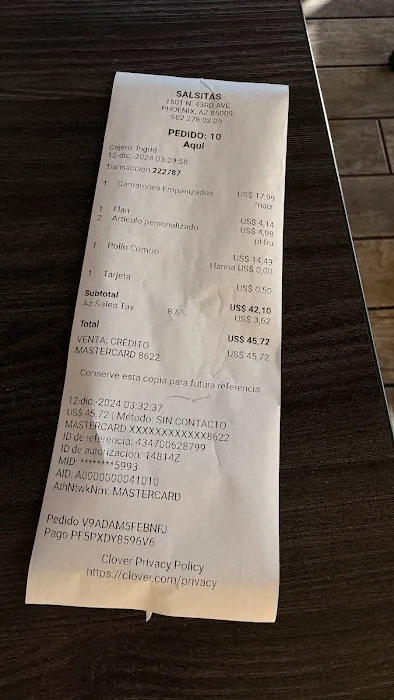 SALSITAS
1501 N. 43RD AVE
PHOENIX, AZ 85009
602 278 02 05
PEDIDO: 10
Aquí
Cajero: Ingrid
12-dic.-2024 03:29:58
Transacción 222787
1 Camarones Empanizados US$ 17,99
maiz
1 Flan US$ 4,14
2 Artículo personalizado US$ 4,98
pt fru
1 Pollo Combo US$ 14,49
Harina US$ 0,00
1 Tarjeta US$ 0,50
Subtotal US$ 42,10
Az Sales Tax 8.6% US$ 3,62
Total US$ 45,72
VENTA: CRÉDITO US$ 45,72
MASTERCARD 8622
Conserve esta copia para futura referencia
12-dic.-2024 03:32:37
US$ 45,72 | Método: SIN CONTACTO
MASTERCARD XXXXXXXXXXXX8622
ID de referencia: 434700628799
ID de autorización: 14814Z
MID: ********5993
AID: A0000000041010
AthNtwkNm: MASTERCARD
Pedido V9ADAM5FEBNFJ
Pago PF5PXDY8596V6
Clover Privacy Policy
https://clover.com/privacy